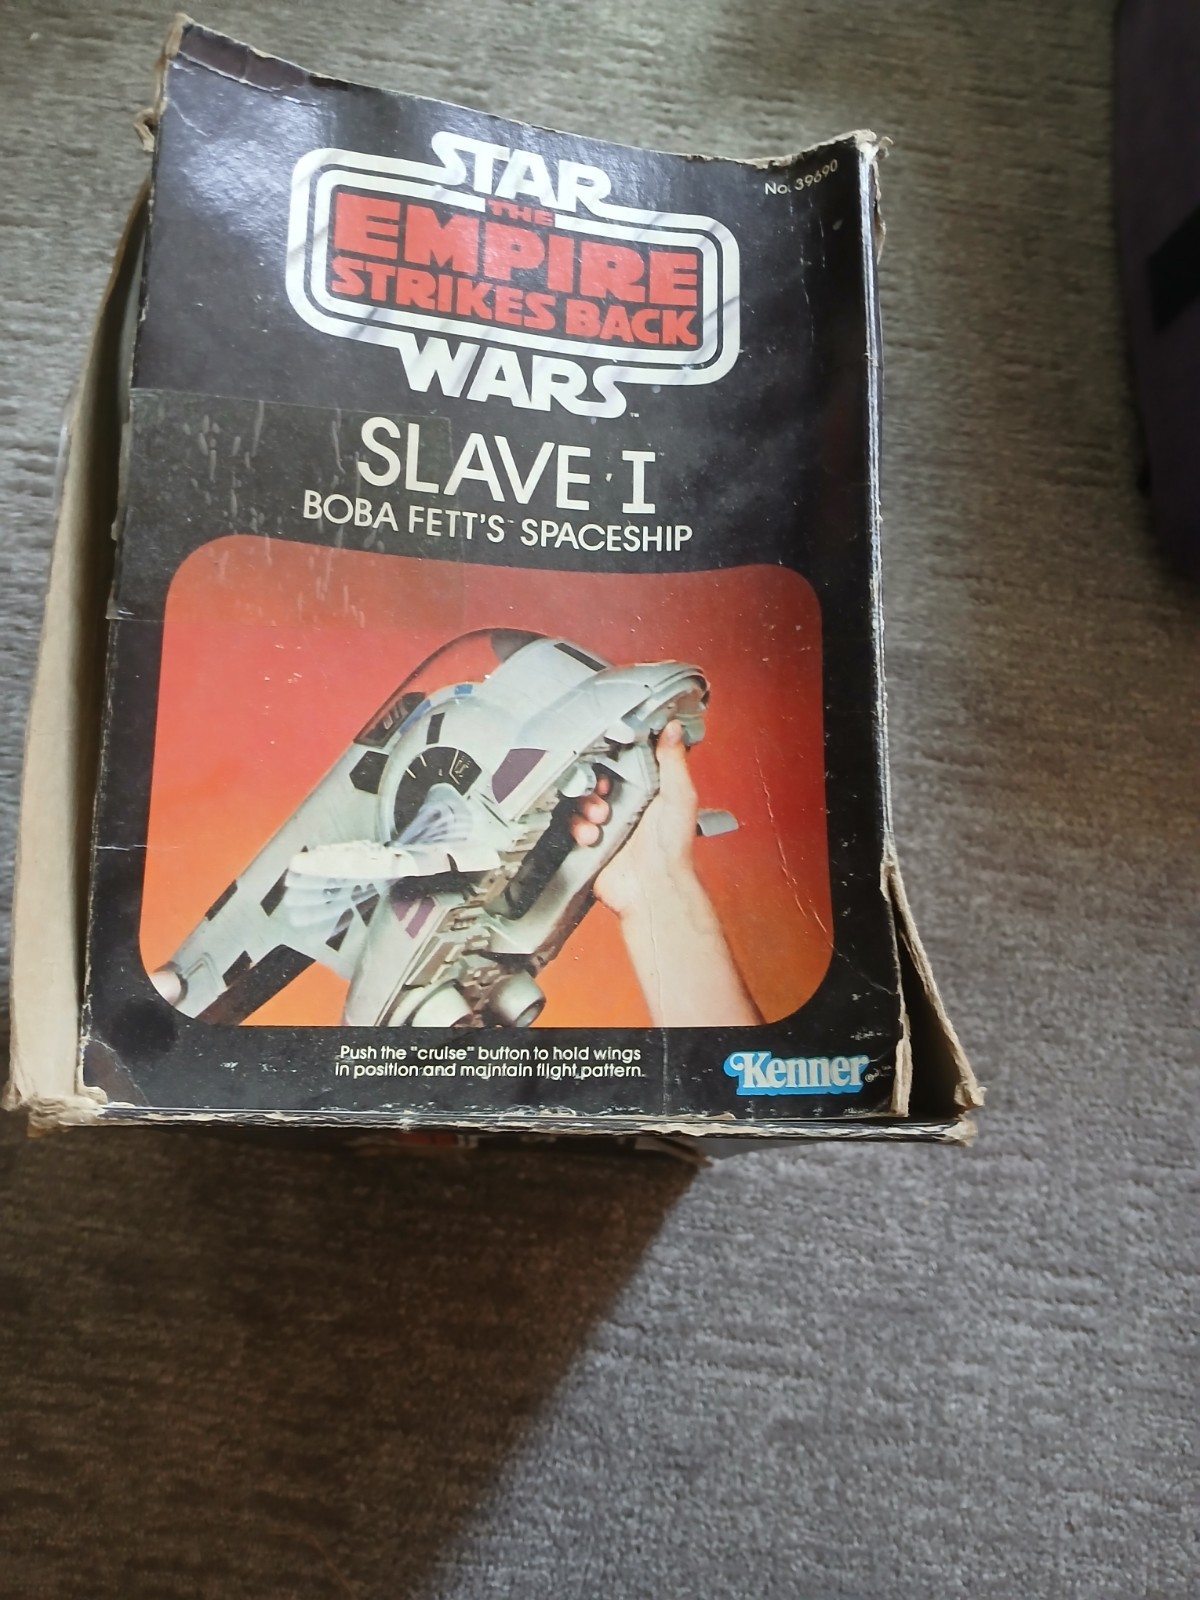 No. 39690
STAR
THE
EMPIRE
STRIKES BACK
WARS™
SLAVE I
BOBA FETT'S SPACESHIP
Push the "cruise" button to hold wings
in position and maintain flight pattern.
Kenner®